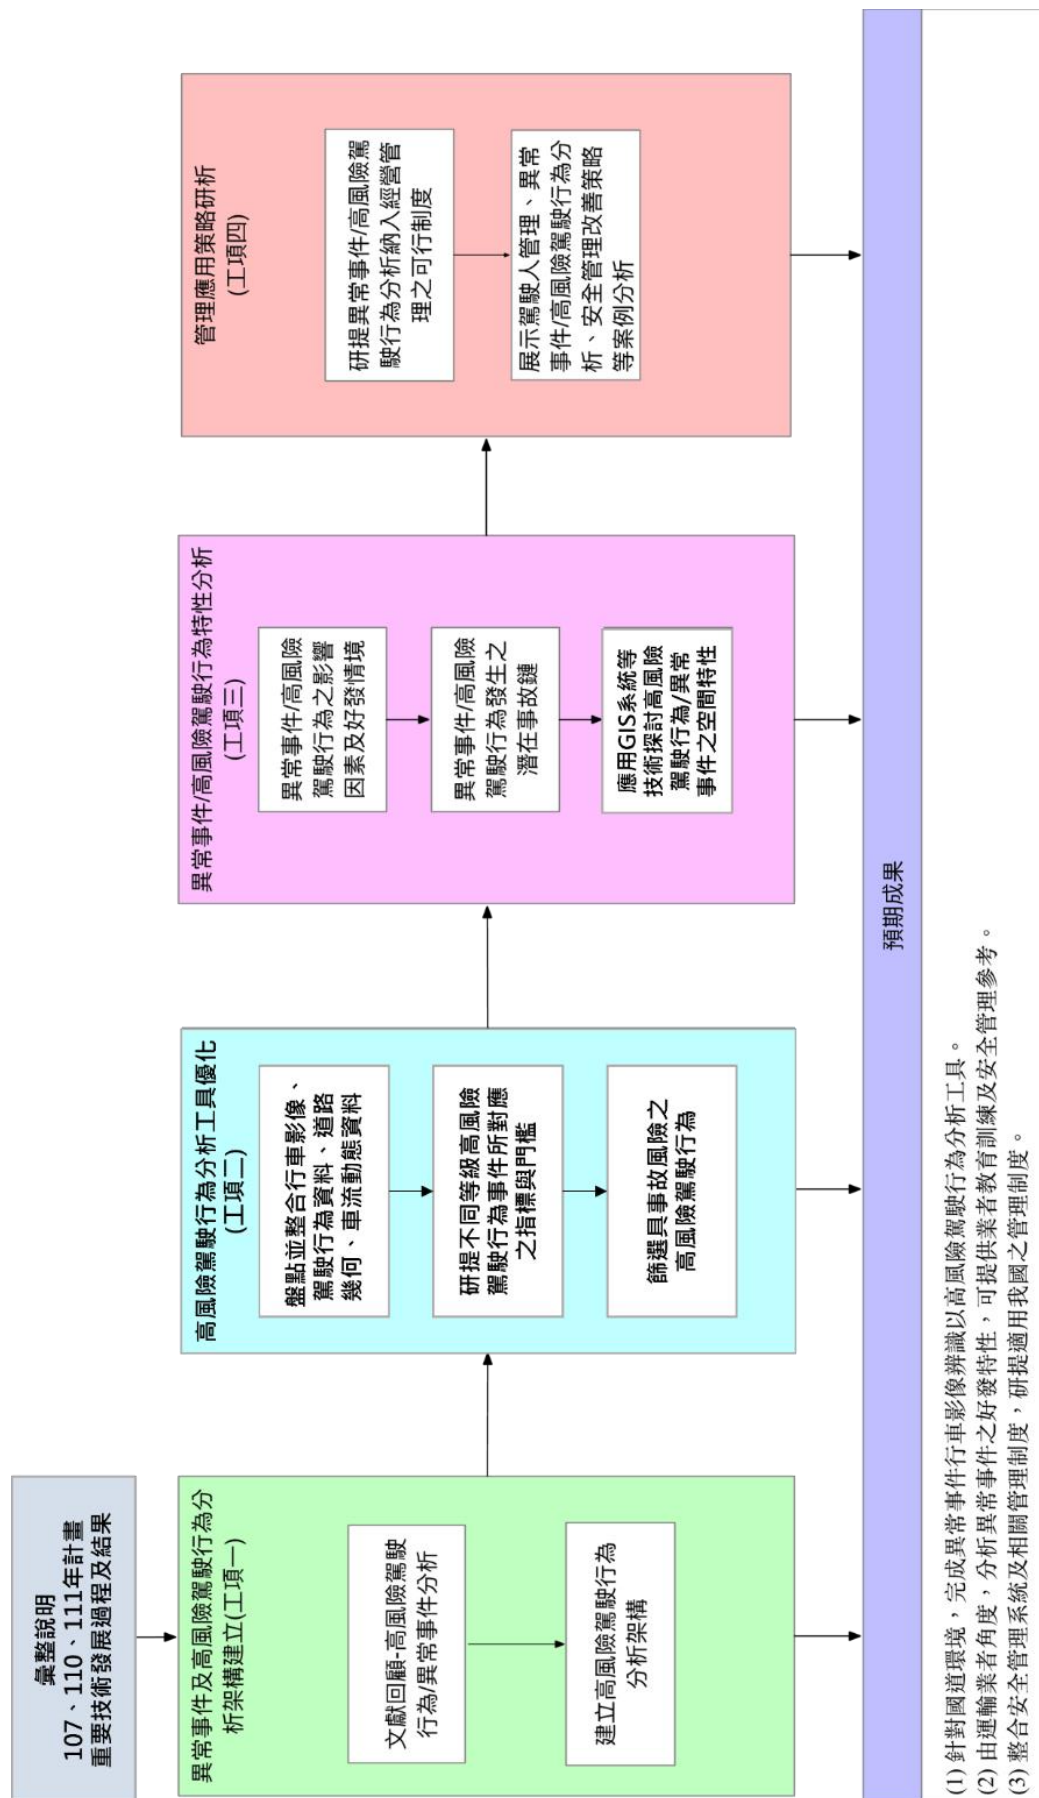 彙整說明
107、110、111年計畫
重要技術發展過程及結果
異常事件及高風險駕駛行為分
析架構建立(工項一)
文獻回顧-高風險駕駛
行為/異常事件分析
建立高風險駕駛行為
分析架構
高風險駕駛行為分析工具優化
(工項二)
盤點並整合行車影像、
駕駛行為資料、道路
幾何、車流動態資料
研提不同等級高風險
駕駛行為事件所對應
之指標與門檻
篩選具事故風險之
高風險駕駛行為
異常事件/高風險駕駛行為特性分析
(工項三)
異常事件/高風險
駕駛行為之影響
因素及好發情境
異常事件/高風險
駕駛行為發生之
潛在事故鏈
應用GIS系統等
技術探討高風險
駕駛行為/異常
事件之空間特性
管理應用策略研析
(工項四)
研提異常事件/高風險駕
駛行為分析納入經營管
理之可行制度
展示駕駛人管理、異常
事件/高風險駕駛行為分
析、安全管理改善策略
等案例分析
預期成果
(1) 針對國道環境，完成異常事件行車影像辨識以高風險駕駛行為分析工具。
(2) 由運輸業者角度，分析異常事件之好發特性，可提供業者教育訓練及安全管理參考。
(3) 整合安全管理系統及相關管理制度，研提適用我國之管理制度。